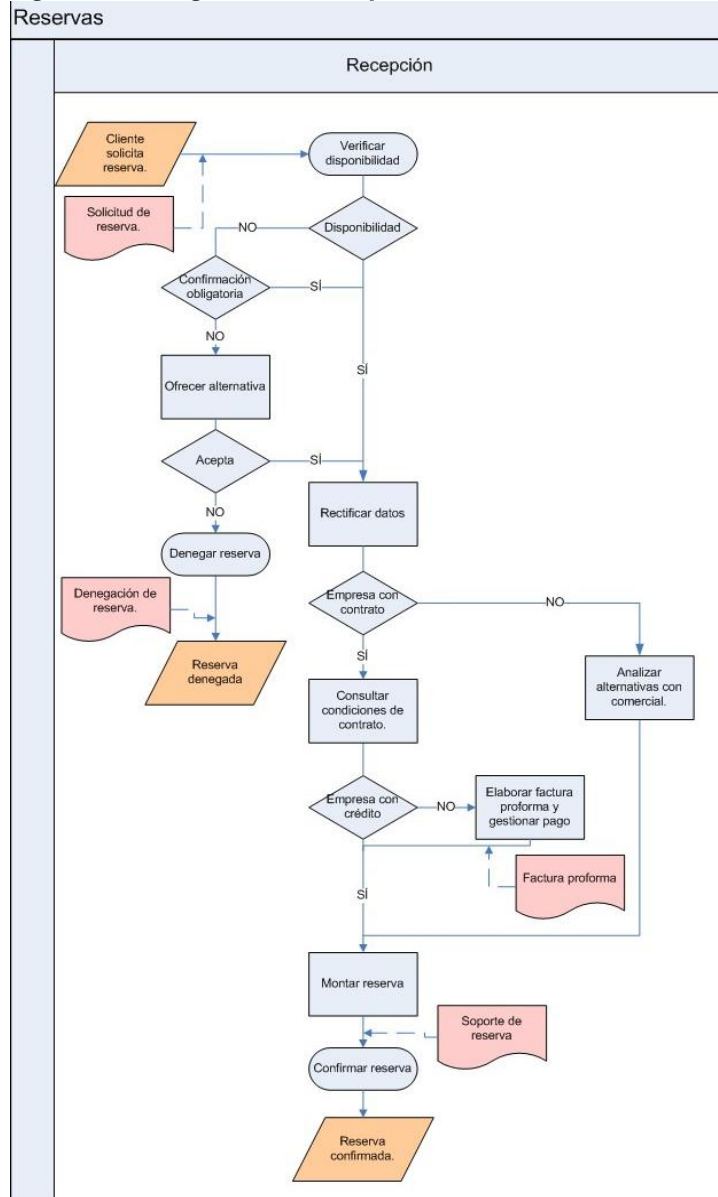 Reservas
Recepción
Cliente
solicita
reserva.
Verificar
disponibilidad
Solicitud de
reserva.
Disponibilidad
NO
Confirmación
obligatoria
SÍ
NO
SÍ
Ofrecer alternativa
Acepta
SÍ
NO
Rectificar datos
Denegar reserva
Denegación de
reserva.
Empresa con
contrato
NO
SÍ
Reserva
denegada
Analizar
alternativas con
comercial.
Consultar
condiciones de
contrato.
Empresa con
crédito
NO
Elaborar factura
proforma y
gestionar pago
Factura proforma
SÍ
Montar reserva
Soporte de
reserva
Confirmar reserva
Reserva
confirmada.